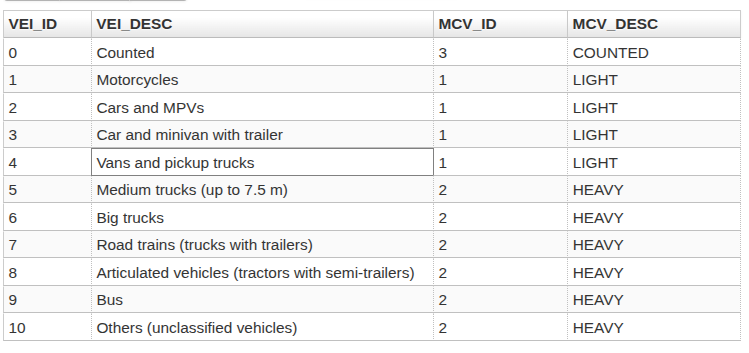 VEI_ID VEI_DESC MCV_ID MCV_DESC
0 Counted 3 COUNTED
1 Motorcycles 1 LIGHT
2 Cars and MPVs 1 LIGHT
3 Car and minivan with trailer 1 LIGHT
4 Vans and pickup trucks 1 LIGHT
5 Medium trucks (up to 7.5 m) 2 HEAVY
6 Big trucks 2 HEAVY
7 Road trains (trucks with trailers) 2 HEAVY
8 Articulated vehicles (tractors with semi-trailers) 2 HEAVY
9 Bus 2 HEAVY
10 Others (unclassified vehicles) 2 HEAVY